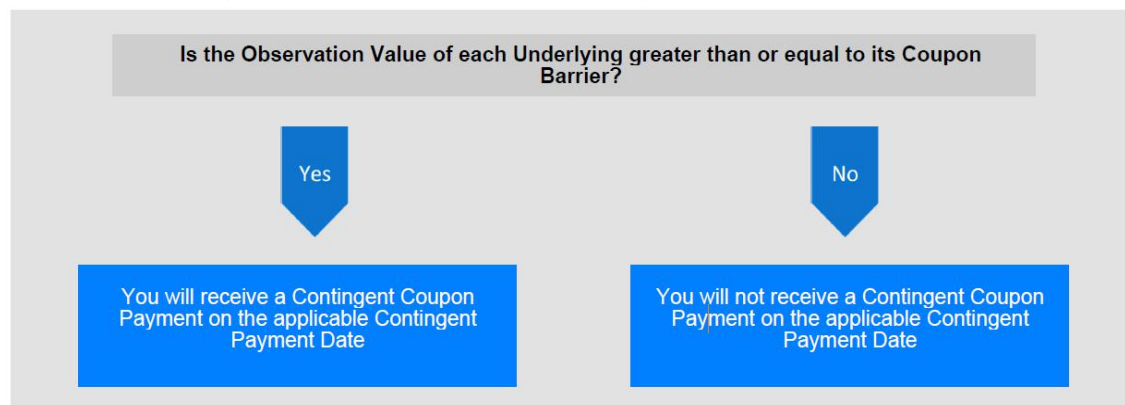 Is the Observation Value of each Underlying greater than or equal to its Coupon
Barrier?
Yes
No
You will receive a Contingent Coupon
Payment on the applicable Contingent
Payment Date
You will not receive a Contingent Coupon
Payment on the applicable Contingent
Payment Date